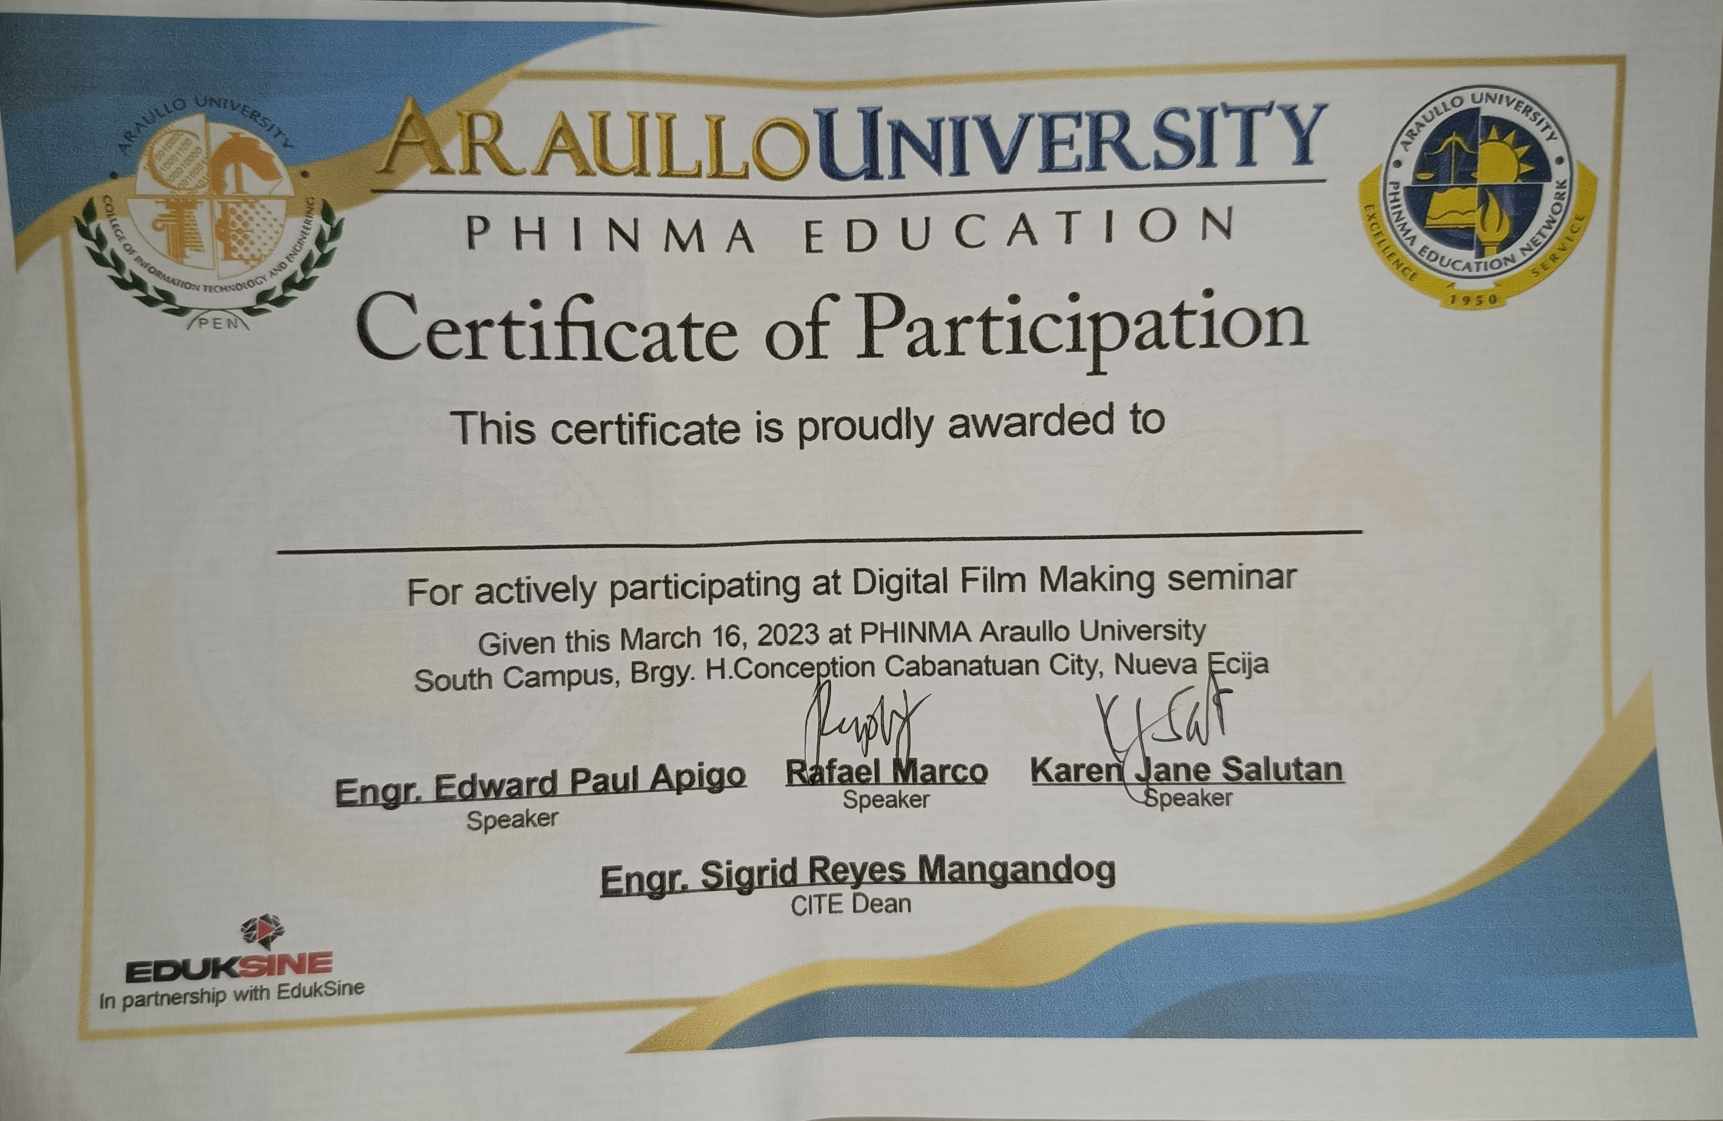 ARAULLO UNIVERSITY
COLLEGE OF INFORMATION TECHNOLOGY AND ENGINEERING
PEN
ARAULLO UNIVERSITY
PHINMA EDUCATION
ARAULLO UNIVERSITY
PHINMA EDUCATION NETWORK
EXCELLENCE
SERVICE
1950
Certificate of Participation
This certificate is proudly awarded to
For actively participating at Digital Film Making seminar
Given this March 16, 2023 at PHINMA Araullo University
South Campus, Brgy. H.Conception Cabanatuan City, Nueva Ecija
Engr. Edward Paul Apigo Rafael Marco Karen Jane Salutan
Speaker Speaker Speaker
Engr. Sigrid Reyes Mangandog
CITE Dean
EDUKSINE
In partnership with EdukSine